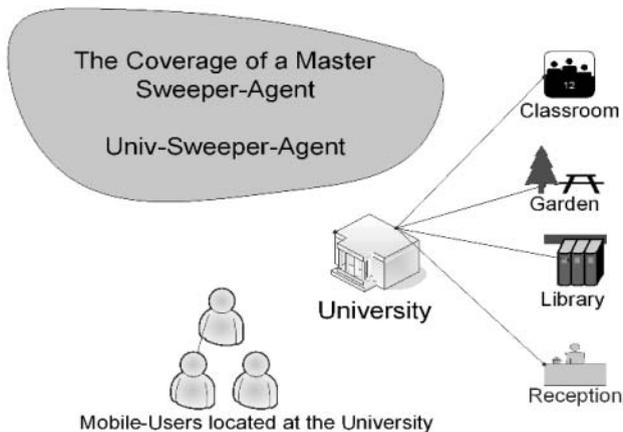 The Coverage of a Master
Sweeper-Agent
Univ-Sweeper-Agent
12
Classroom
Garden
Library
University
Reception
Mobile-Users located at the University